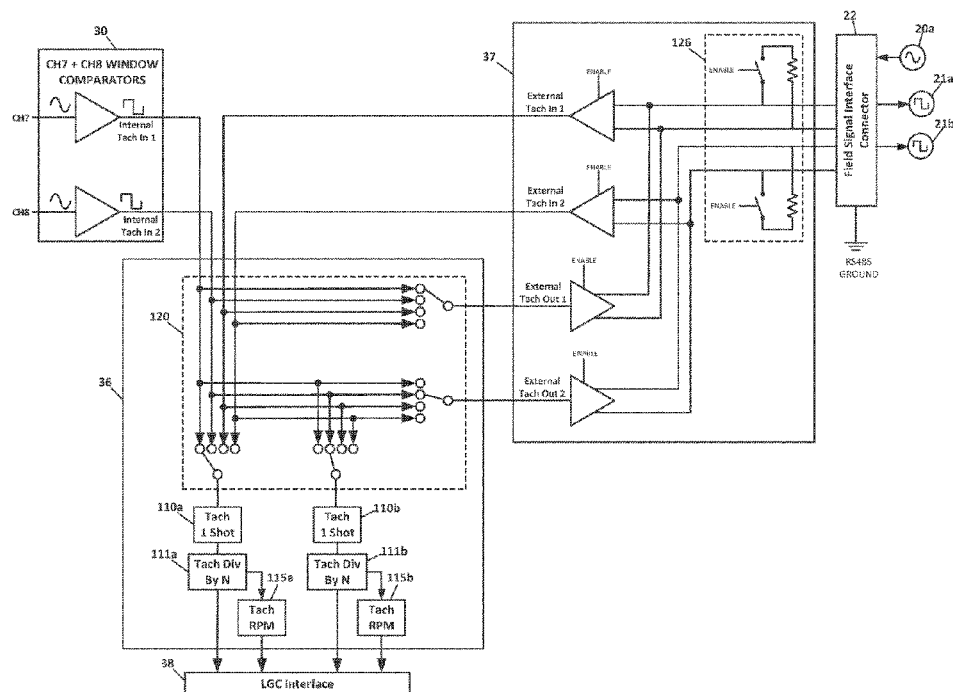 30
CH7 + CH8 WINDOW
COMPARATORS
CH7
Internal
Tach In 1
CH8
Internal
Tach In 2
37
126
22
20a
21a
21b
ENABLE
External
Tach In 1
ENABLE
External
Tach In 2
ENABLE
ENABLE
Field Signal Interface
Connector
RS485
GROUND
ENABLE
External
Tach Out 1
ENABLE
External
Tach Out 2
120
36
110a
Tach
1 Shot
110b
Tach
1 Shot
111a
Tach Div
By N
111b
Tach Div
By N
115a
Tach
RPM
115b
Tach
RPM
38
LGC Interface